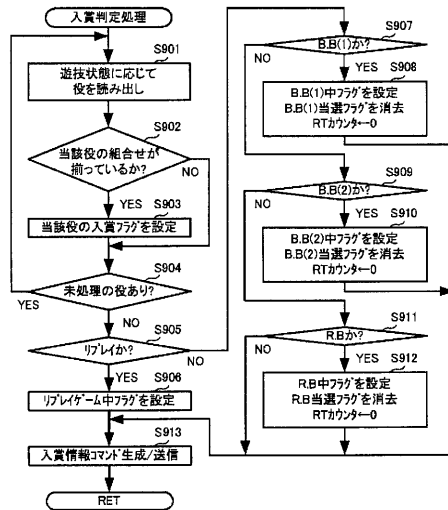 入賞判定処理
S901
遊技状態に応じて
役を読み出し
S902
当該役の組合せが
揃っているか?
NO
YES
S903
当該役の入賞フラグを設定
S904
未処理の役あり?
YES
NO
S905
リプレイか?
NO
YES
S906
リプレイゲーム中フラグを設定
S913
入賞情報コマンド生成/送信
RET
S907
B.B(1)か?
NO
YES
S908
B.B(1)中フラグを設定
B.B(1)当選フラグを消去
RTカウンタ←0
S909
B.B(2)か?
NO
YES
S910
B.B(2)中フラグを設定
B.B(2)当選フラグを消去
RTカウンタ←0
S911
R.Bか?
NO
YES
S912
R.B中フラグを設定
R.B当選フラグを消去
RTカウンタ←0